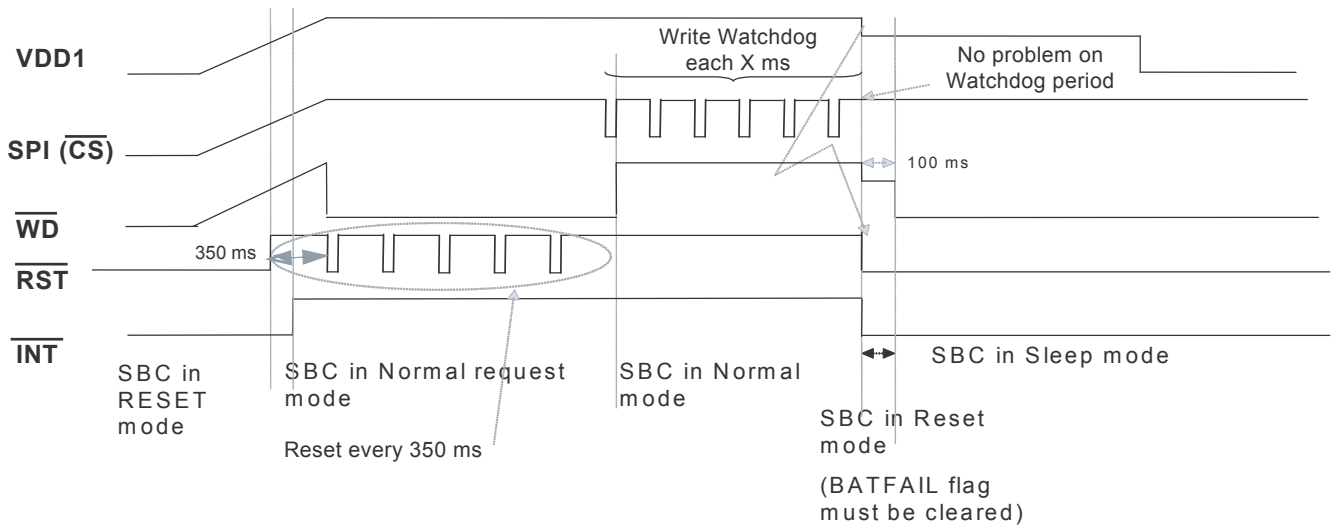 VDD1
Write Watchdog
each X ms
No problem on
Watchdog period
SPI (CS)
100 ms
WD
350 ms
RST
INT
SBC in
RESET
mode
SBC in Normal request
mode
SBC in Normal
mode
SBC in Sleep mode
SBC in Reset
mode
(BATFAIL flag
must be cleared)
Reset every 350 ms